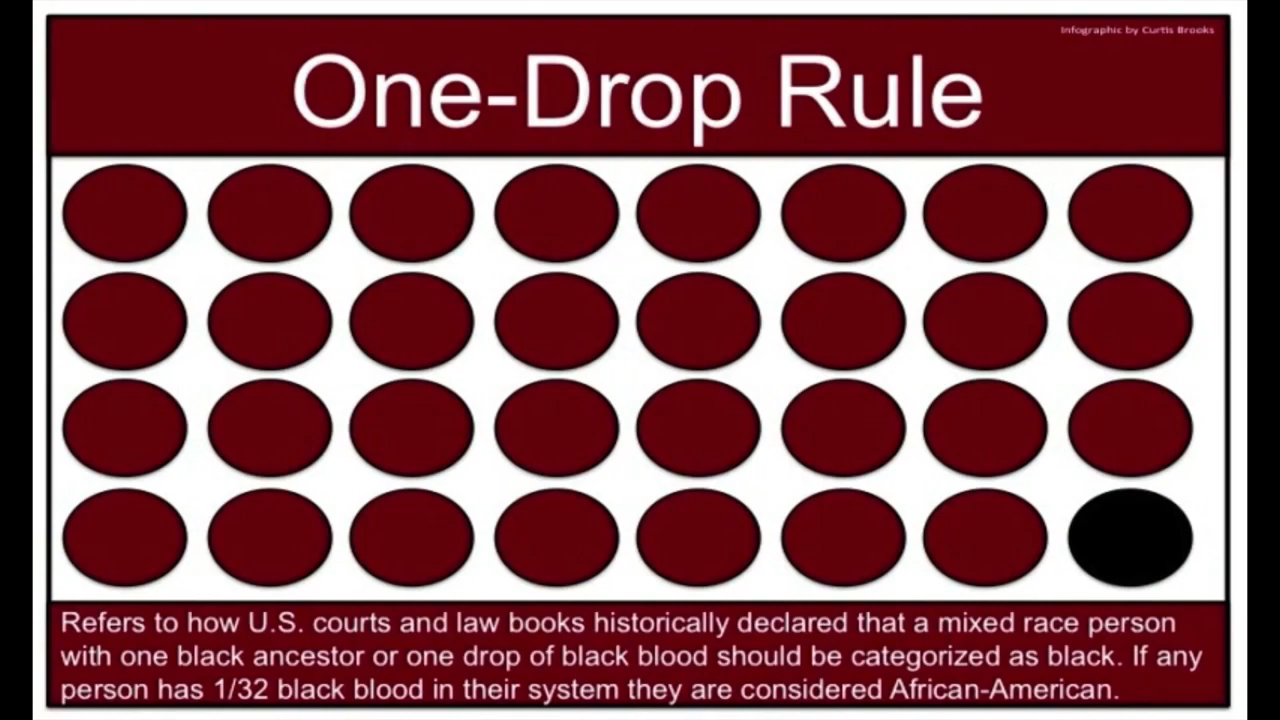 Infographic by Curtis Brooks
One-Drop Rule
Refers to how U.S. courts and law books historically declared that a mixed race person
with one black ancestor or one drop of black blood should be categorized as black. If any
person has 1/32 black blood in their system they are considered African-American.